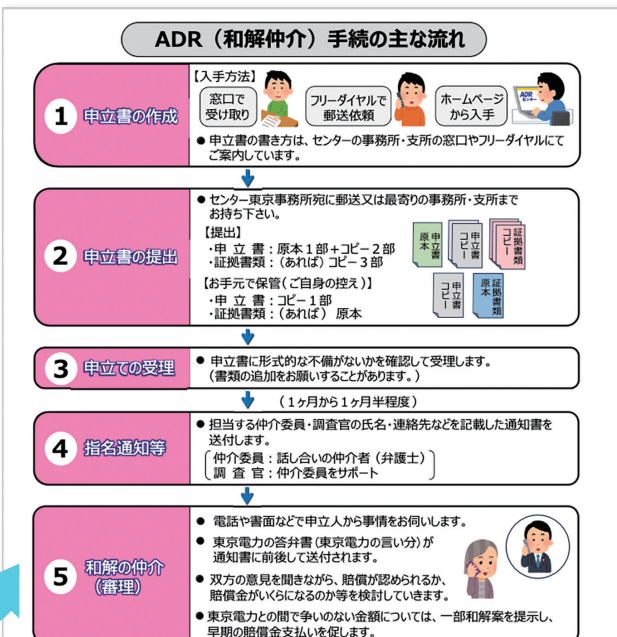 ADR（和解仲介）手続の主な流れ
1 申立書の作成
【入手方法】
窓口で
受け取り
フリーダイヤルで
郵送依頼
ホームページ
から入手
ADR
センター
● 申立書の書き方は、センターの事務所・支所の窓口やフリーダイヤルにて
ご案内しています。
2 申立書の提出
● センター東京事務所宛に郵送又は最寄りの事務所・支所まで
お持ち下さい。
【提出】
・申 立 書：原本１部＋コピー２部
・証拠書類：（あれば）コピー３部
申立書
原本
申立書
コピー
証拠書類
コピー
【お手元で保管（ご自身の控え）】
・申 立 書：コピー１部
・証拠書類：（あれば） 原本
申立書
コピー
証拠書類
原本
3 申立ての受理
● 申立書に形式的な不備がないかを確認して受理します。
（書類の追加をお願いすることがあります。）
（１ヶ月から１ヶ月半程度）
4 指名通知等
● 担当する仲介委員・調査官の氏名・連絡先などを記載した通知書を
送付します。
仲介委員：話し合いの仲介者（弁護士）
調 査 官：仲介委員をサポート
5 和解の仲介
（審理）
● 電話や書面などで申立人から事情をお伺いします。
● 東京電力の答弁書（東京電力の言い分）が
通知書に前後して送付されます。
● 双方の意見を聞きながら、賠償が認められるか、
賠償金がいくらになるのか等を検討していきます。
● 東京電力との間で争いのない金額については、一部和解案を提示し、
早期の賠償金支払いを促します。